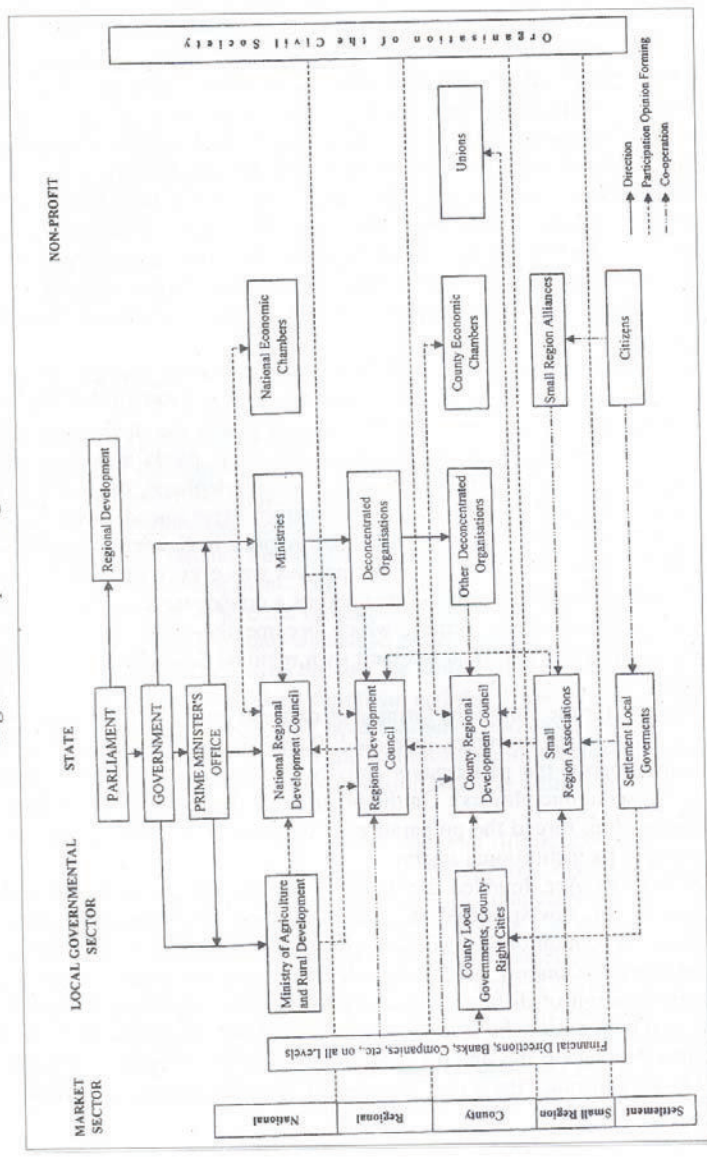 MARKET
SECTOR
LOCAL GOVERNMENTAL
SECTOR
STATE
NON-PROFIT
PARLIAMENT
Regional Development
GOVERNMENT
PRIME MINISTER'S
OFFICE
National
Ministry of Agriculture
and Rural Development
National Regional
Development Council
Ministries
National Economic
Chambers
Regional
Regional Development
Council
Deconcentrated
Organisations
County
County Local
Governments, County-
Right Cities
County Regional
Development Council
Other Deconcentrated
Organisations
County Economic
Chambers
Unions
Small Region
Small
Region Associations
Small Region Alliances
Settlement
Settlement Local
Goverments
Citizens
Financial Directions, Banks, Companies, etc., on all Levels
Organisation of the Civil Society
Direction
Participation Opinion Forming
Co-operation